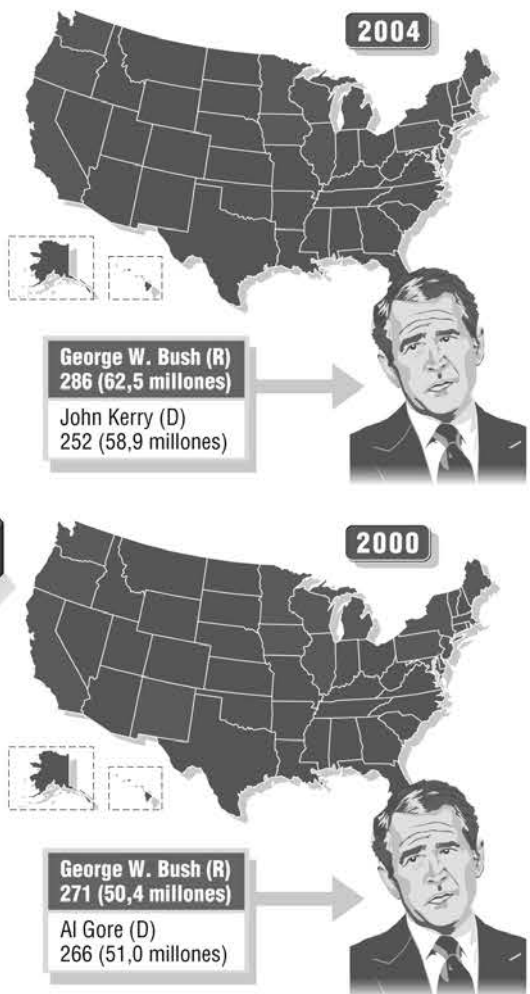 2004
George W. Bush (R)
286 (62,5 millones)
John Kerry (D)
252 (58,9 millones)
2000
George W. Bush (R)
271 (50,4 millones)
Al Gore (D)
266 (51,0 millones)